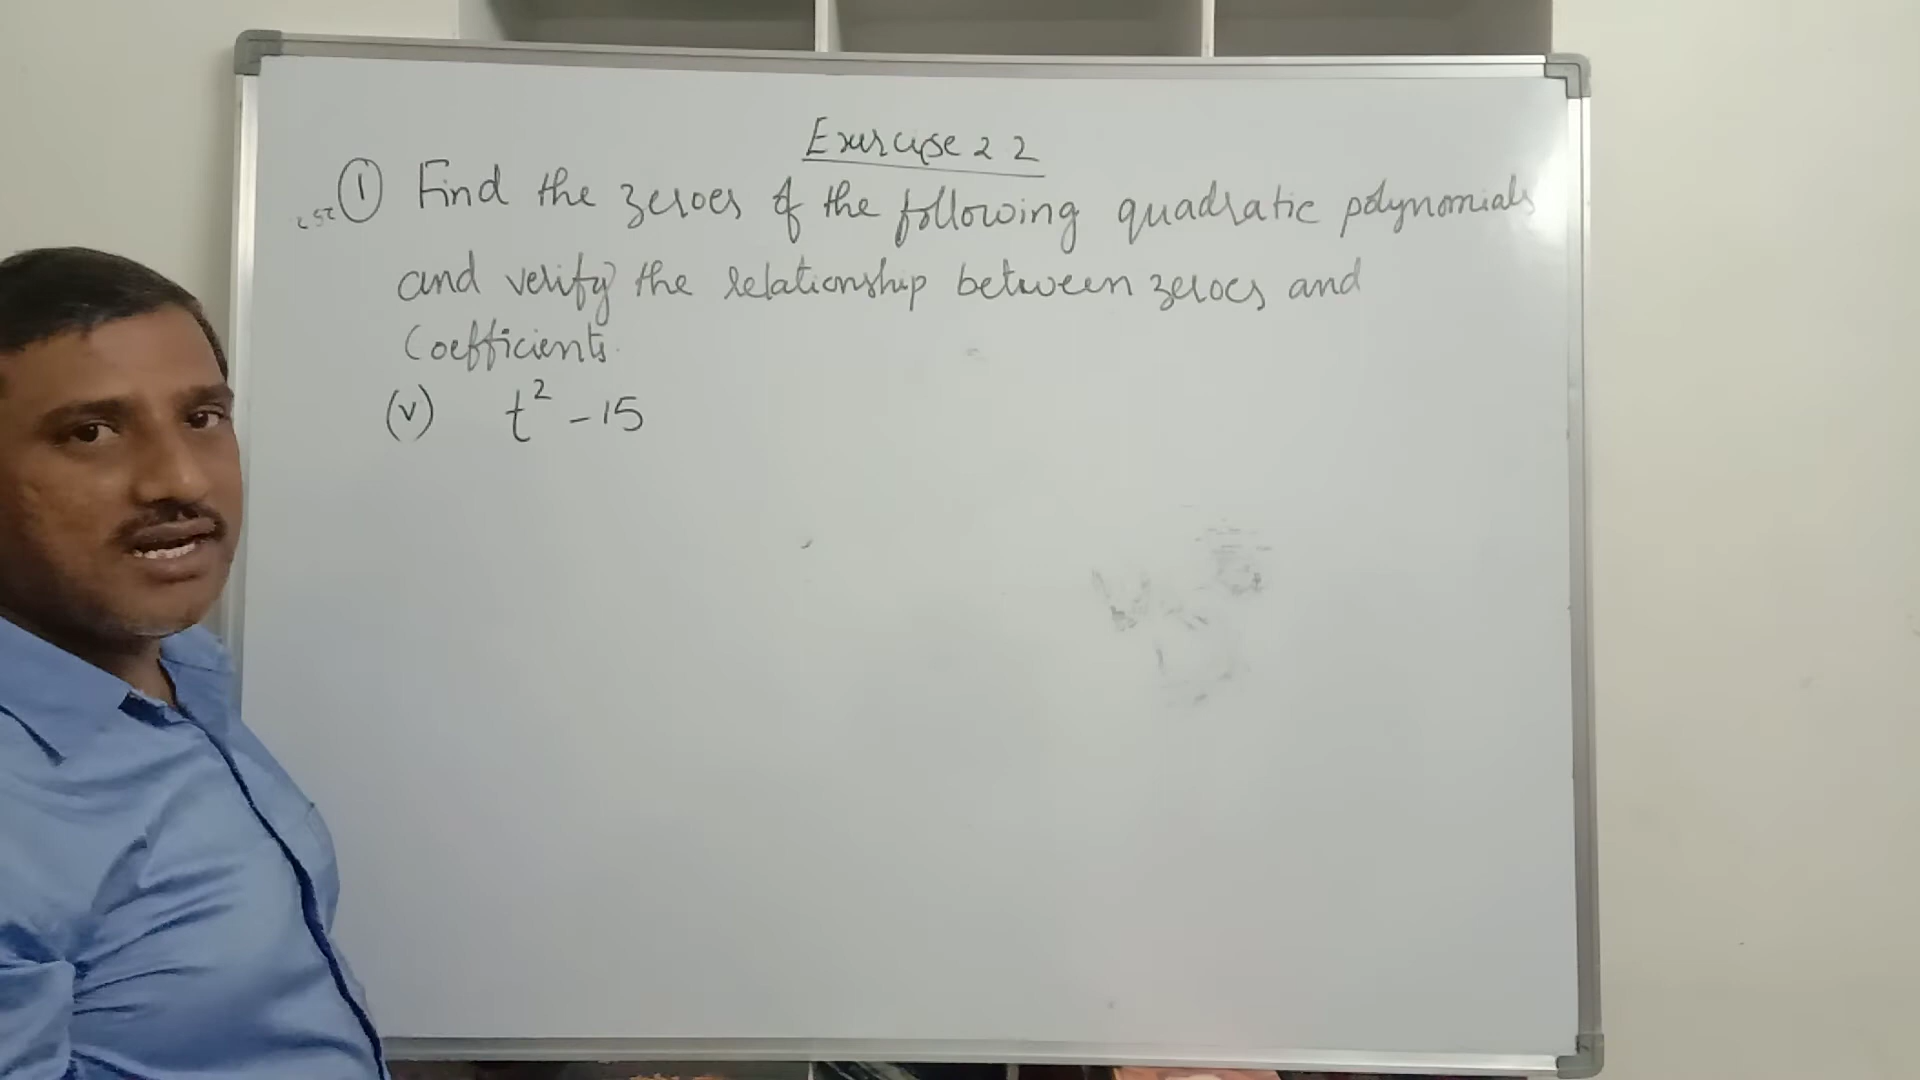 Exercise 2 2
① Find the zeroes of the following quadratic polynomials
and verify the relationship between zeroes and
Coefficients.
(v) t² - 15